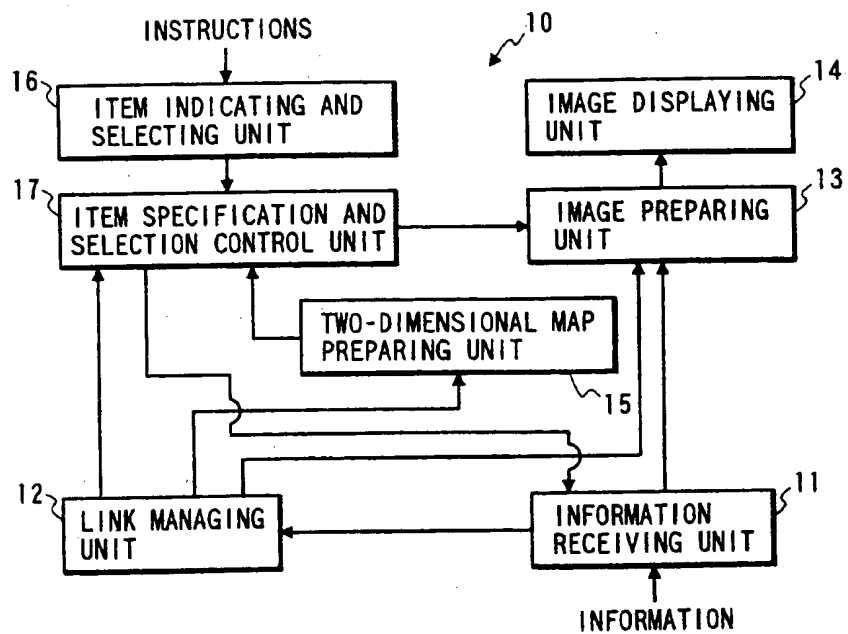 INSTRUCTIONS
10
16
ITEM INDICATING AND
SELECTING UNIT
14
IMAGE DISPLAYING
UNIT
17
ITEM SPECIFICATION AND
SELECTION CONTROL UNIT
13
IMAGE PREPARING
UNIT
TWO-DIMENSIONAL MAP
PREPARING UNIT
15
12
LINK MANAGING
UNIT
11
INFORMATION
RECEIVING UNIT
INFORMATION